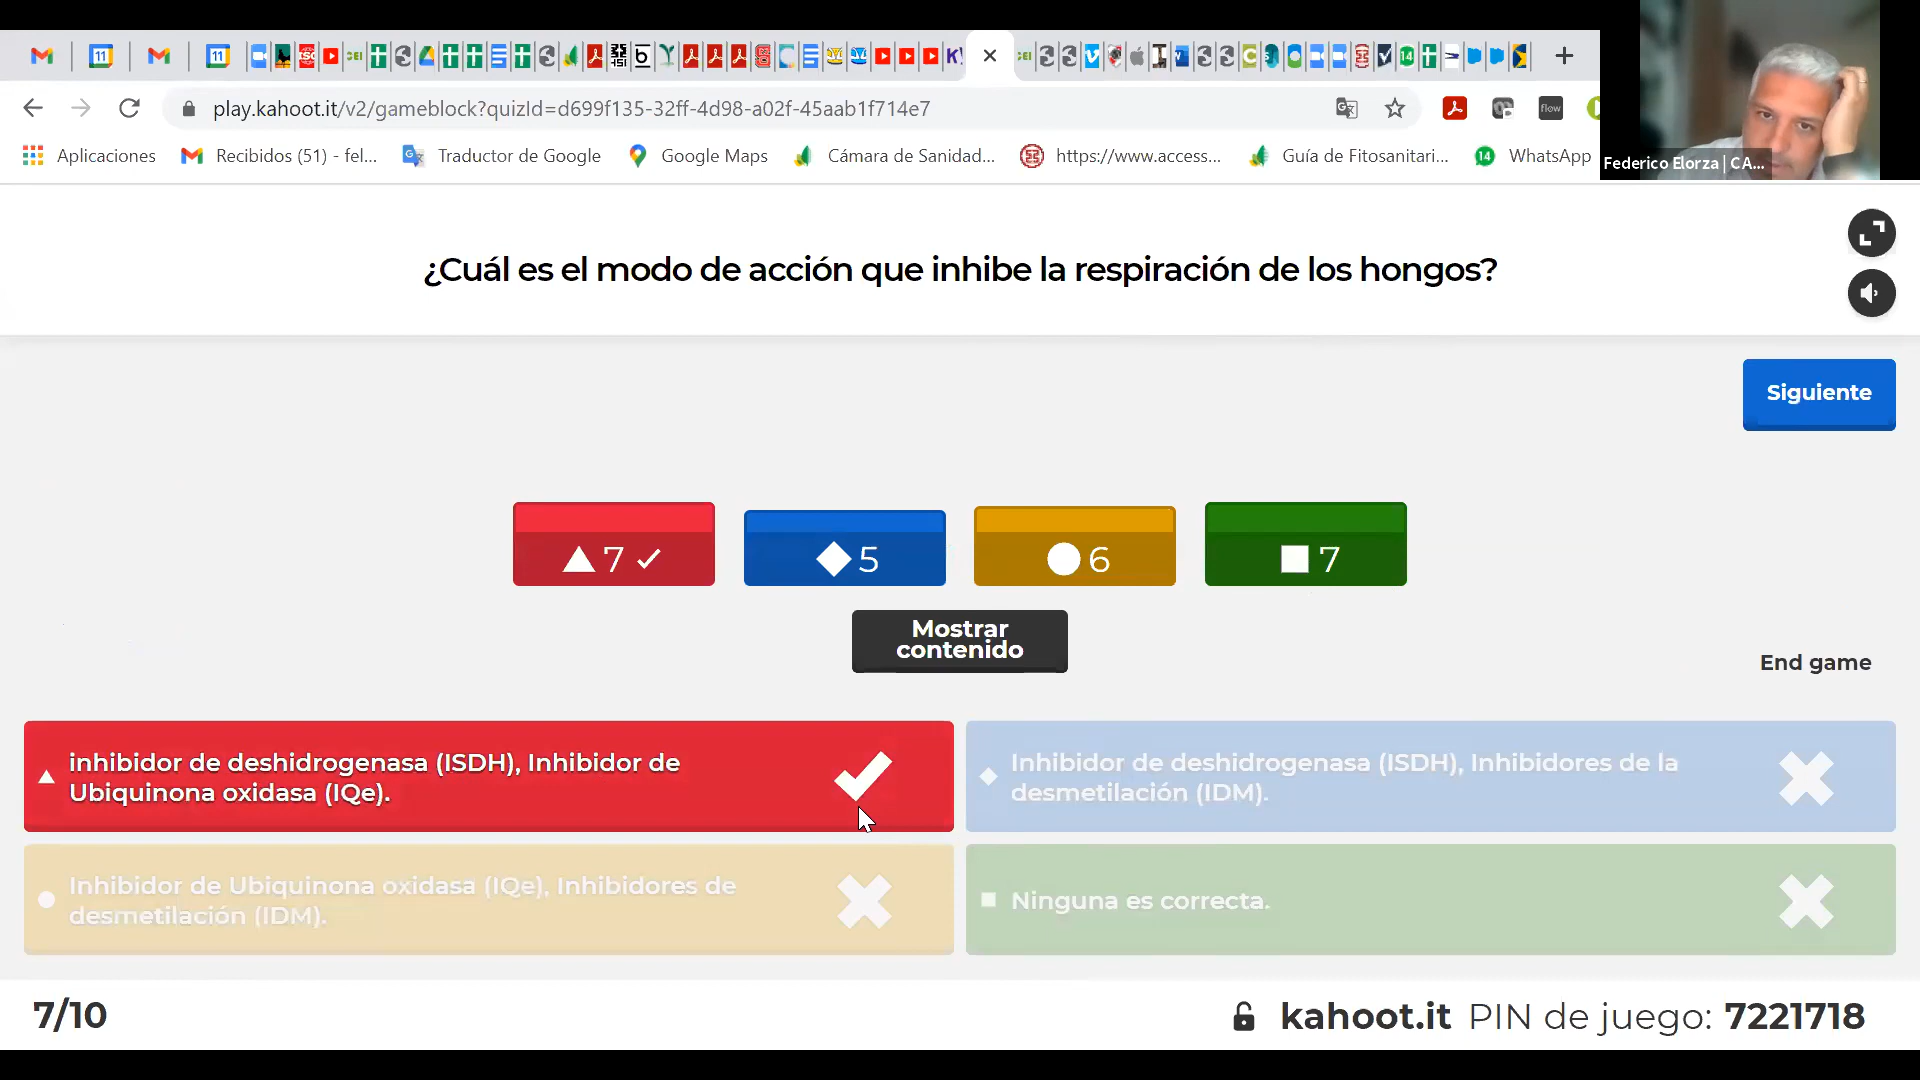 play.kahoot.it/v2/gameblock?quizId=d699f135-32ff-4d98-a02f-45aab1f714e7
flow
Aplicaciones
Recibidos (51) - fel...
Traductor de Google
Google Maps
Cámara de Sanidad...
https://www.access...
Guía de Fitosanitari...
14
WhatsApp
Federico Elorza | CA...
¿Cuál es el modo de acción que inhibe la respiración de los hongos?
Siguiente
7
5
6
7
Mostrar
contenido
End game
inhibidor de deshidrogenasa (ISDH), Inhibidor de
Ubiquinona oxidasa (IQe).
Inhibidor de deshidrogenasa (ISDH), Inhibidores de la
desmetilación (IDM).
Inhibidor de Ubiquinona oxidasa (IQe), Inhibidores de
desmetilación (IDM).
Ninguna es correcta.
7/10
kahoot.it PIN de juego: 7221718